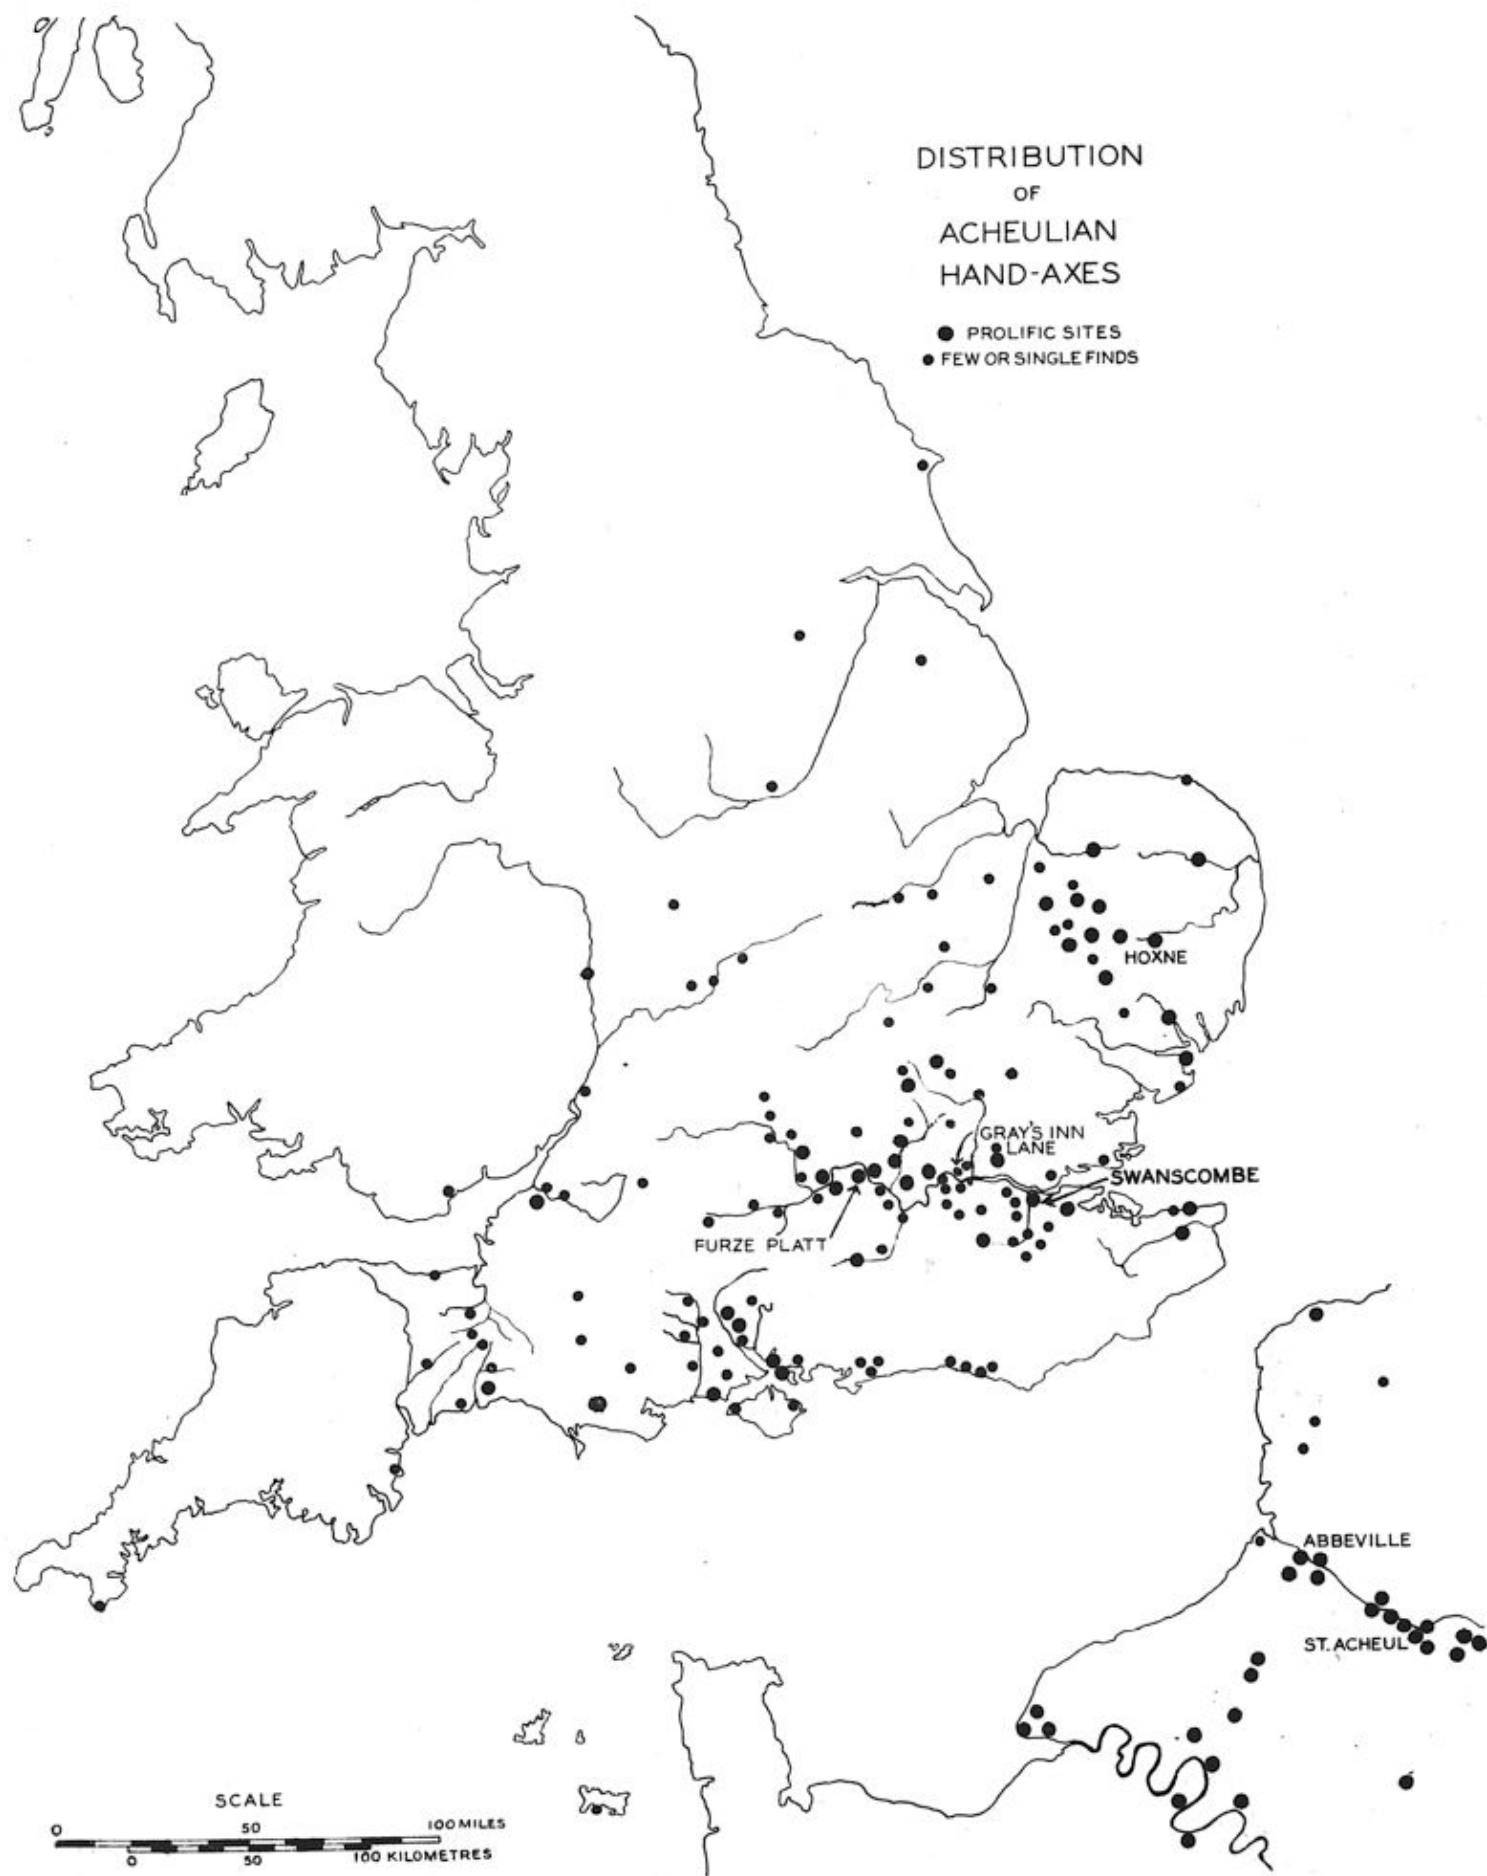 DISTRIBUTION
OF
ACHEULIAN
HAND-AXES
PROLIFIC SITES
FEW OR SINGLE FINDS
HOXNE
GRAY'S INN
LANE
SWANSCOMBE
FURZE PLATT
ABBEVILLE
ST. ACHEUL
SCALE
0 50 100 MILES
0 50 100 KILOMETRES